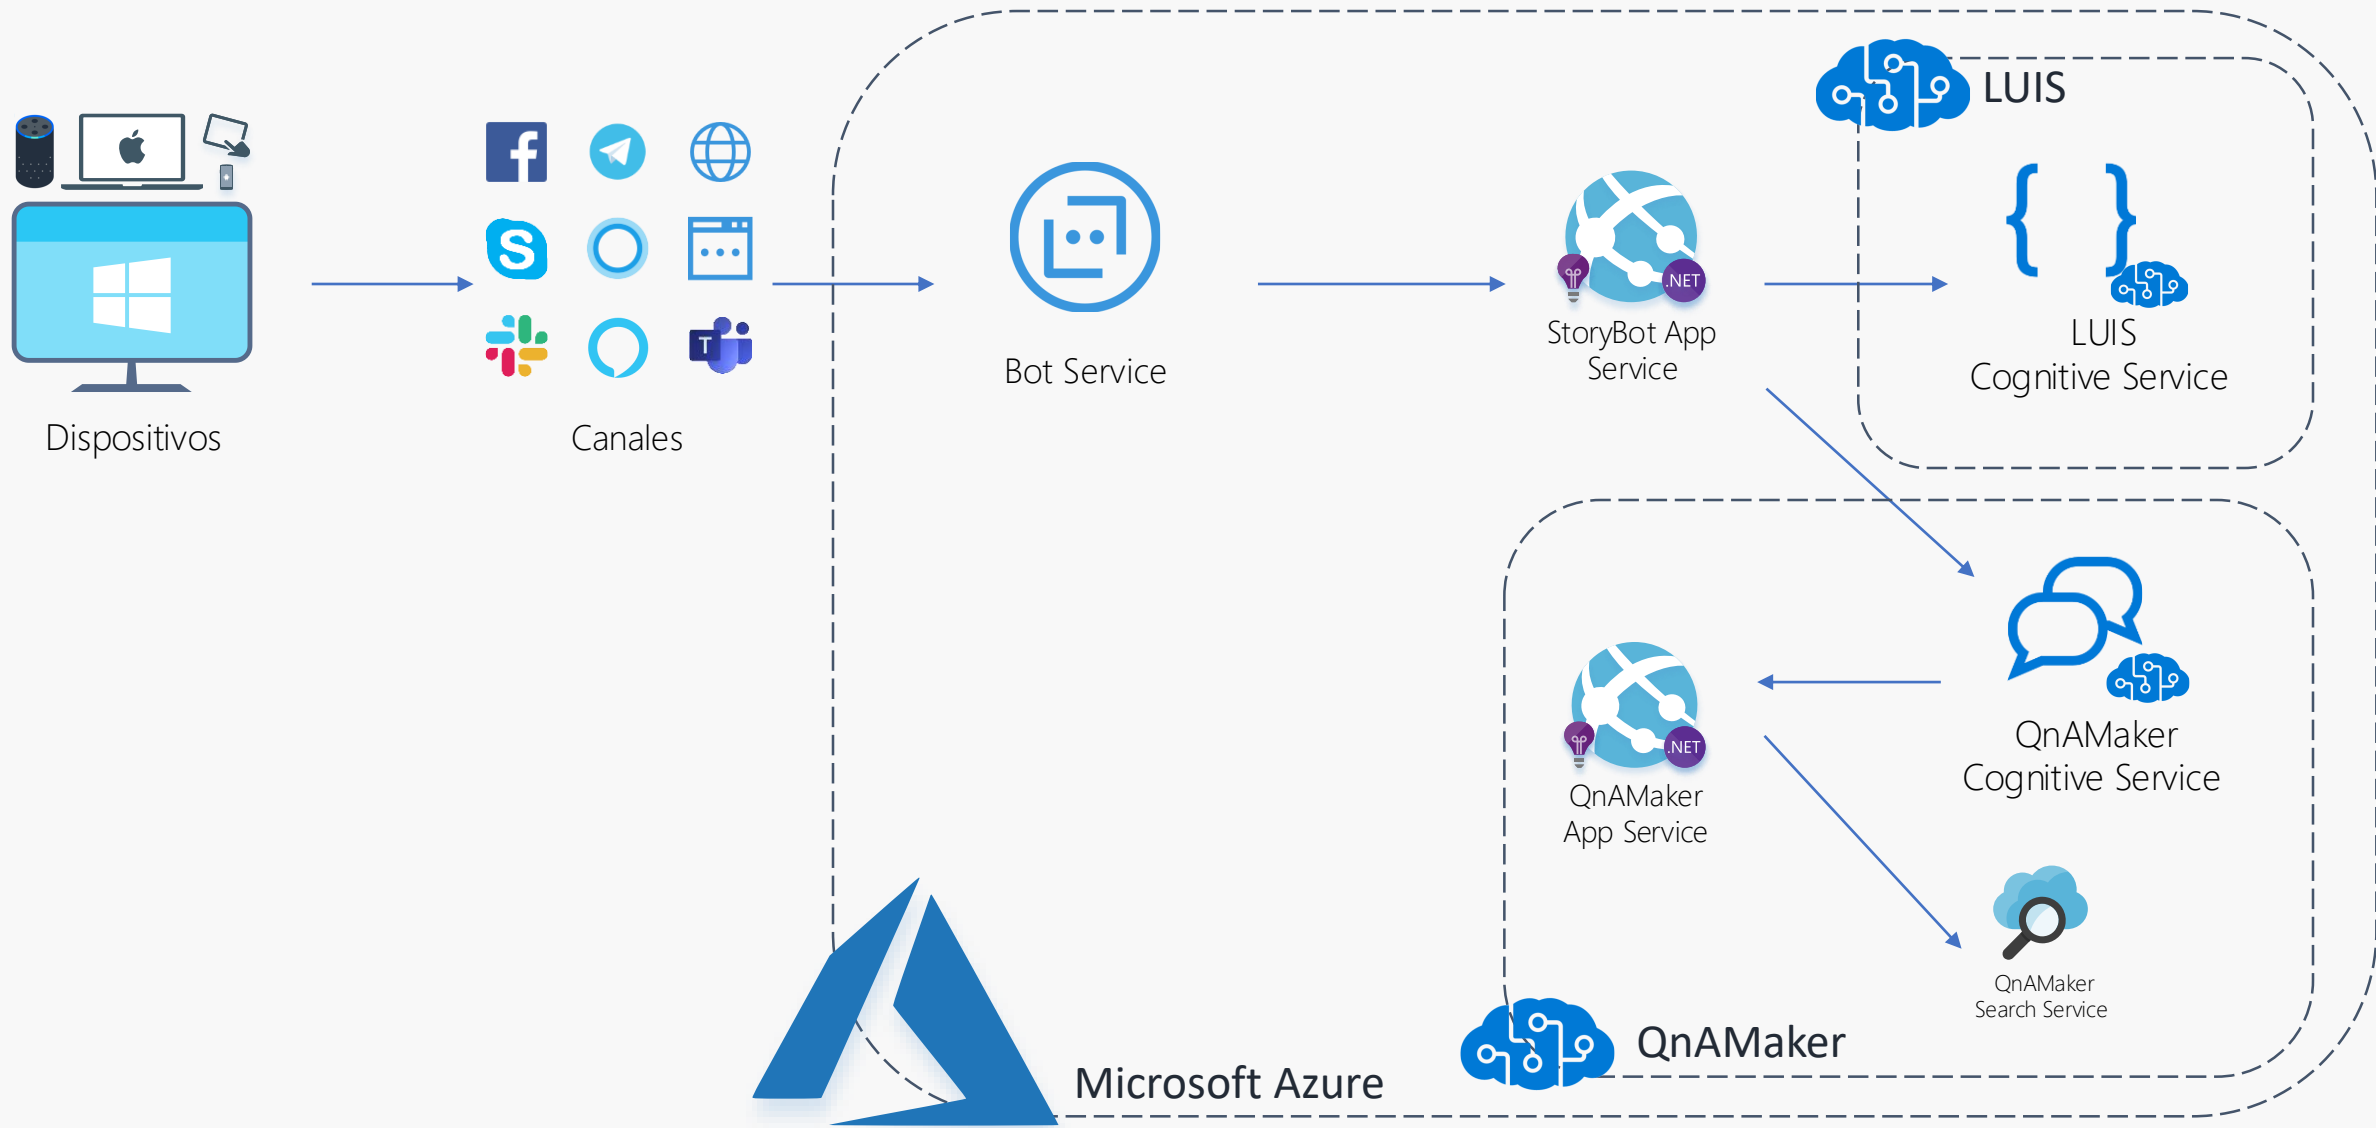 LUIS
StoryBot App
Service
LUIS
Cognitive Service
Bot Service
Dispositivos
Canales
.NET
T
S
f
QnAMaker
Cognitive Service
.NET
QnAMaker
App Service
QnAMaker
Search Service
QnAMaker
Microsoft Azure